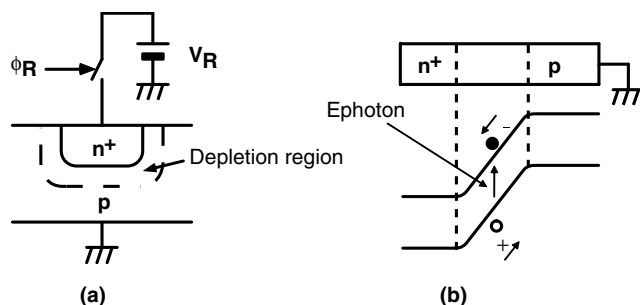 ϕR
VR
n+
Depletion region
p
(a)
n+
p
Ephoton
-
+
(b)